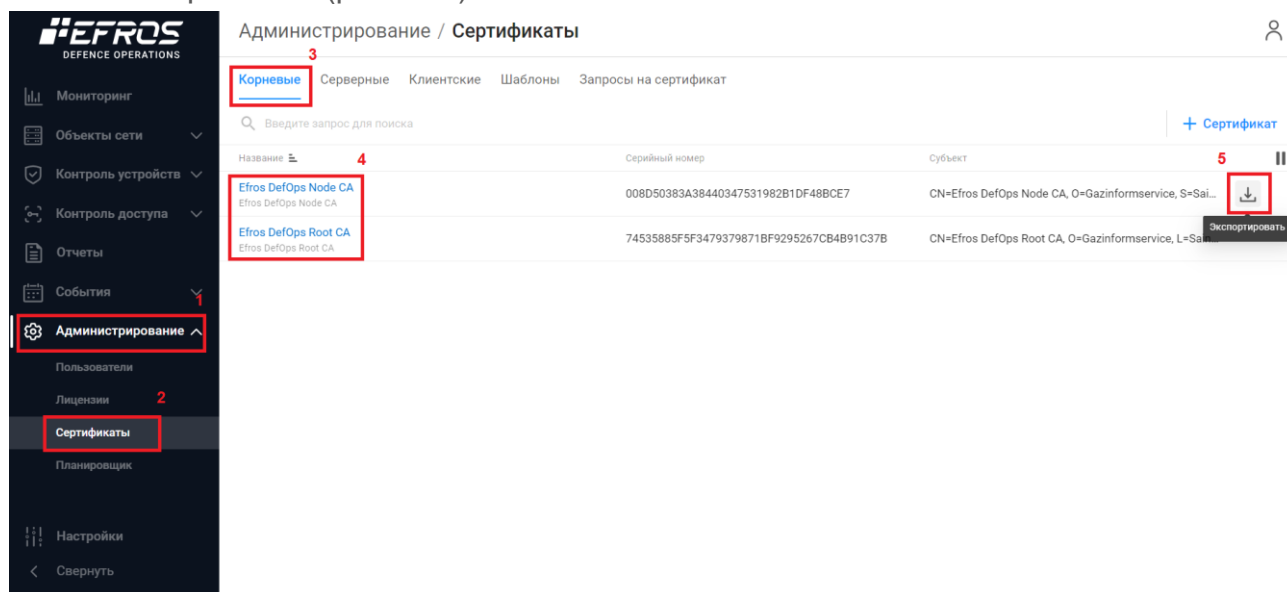 EFROS
DEFENCE OPERATIONS
Мониторинг
Объекты сети
Контроль устройств
Контроль доступа
Отчеты
События
1
Администрирование
Пользователи
Лицензии
2
Сертификаты
Планировщик
Настройки
Свернуть
Администрирование / Сертификаты
3
Корневые Серверные Клиентские Шаблоны Запросы на сертификат
Введите запрос для поиска + Сертификат
Название 4 Серийный номер Субъект 5
Efros DefOps Node CA
Efros DefOps Node CA
008D50383A38440347531982B1DF48BCE7 CN=Efros DefOps Node CA, O=Gazinformservice, S=Sai...
Экспортировать
Efros DefOps Root CA
Efros DefOps Root CA
74535885F5F3479379871BF9295267CB4B91C37B CN=Efros DefOps Root CA, O=Gazinformservice, L=San